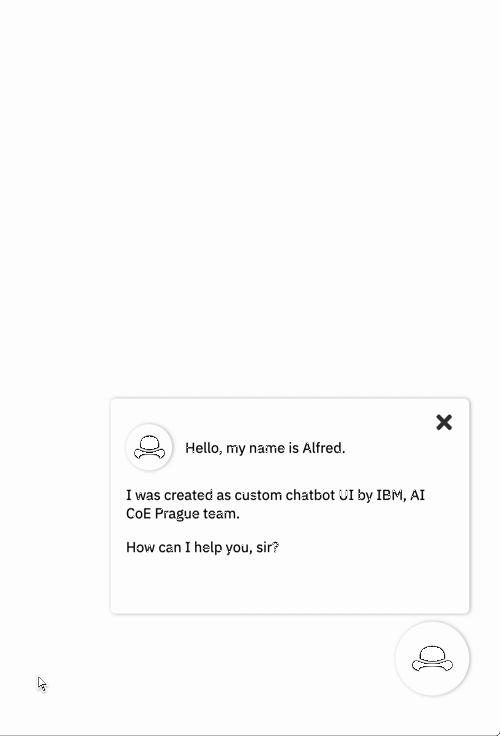 Hello, my name is Alfred.
I was created as custom chatbot UI by IBM, AI
CoE Prague team.
How can I help you, sir?